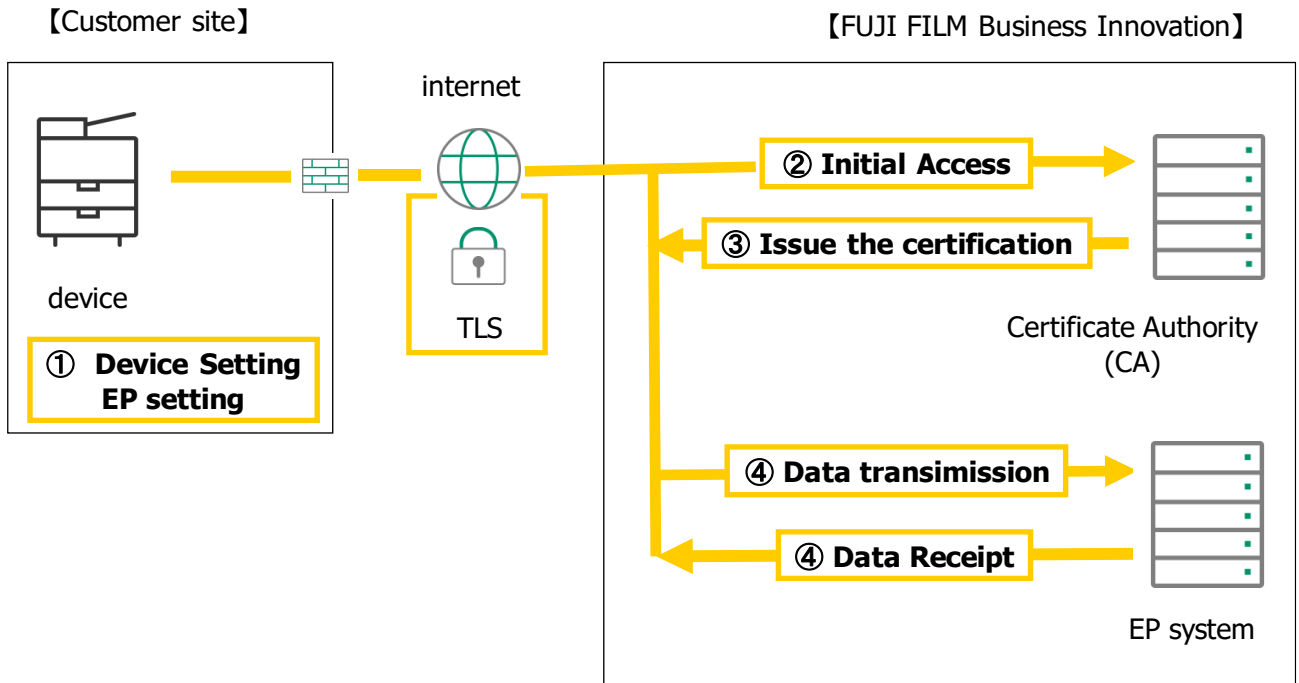 【Customer site】
【FUJI FILM Business Innovation】
internet
② Initial Access
③ Issue the certification
device
TLS
Certificate Authority
(CA)
① Device Setting
EP setting
④ Data transimission
④ Data Receipt
EP system